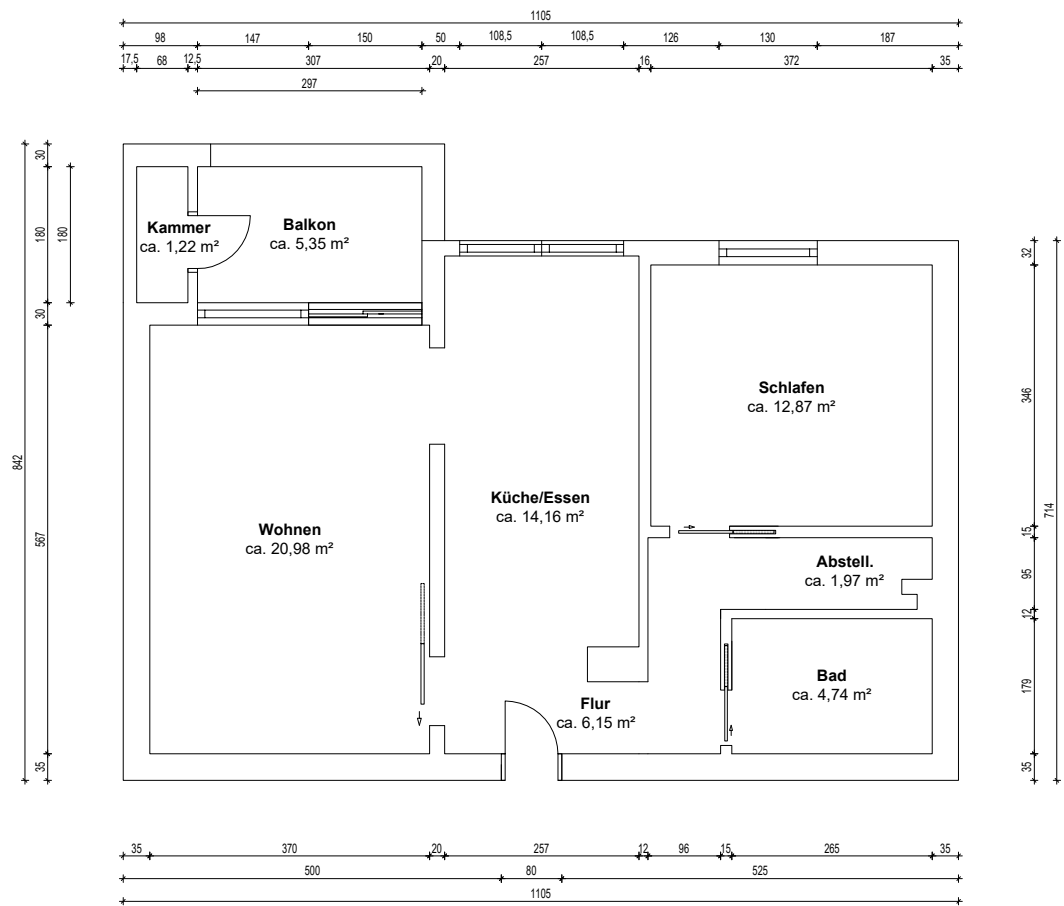 1105
98 147 150 50 108,5 108,5 126 130 187
17,5 68 12,5 307 20 257 16 372 35
297
30
180 180
30
842
567
35
Kammer
ca. 1,22 m²
Balkon
ca. 5,35 m²
Wohnen
ca. 20,98 m²
Küche/Essen
ca. 14,16 m²
Schlafen
ca. 12,87 m²
Abstell.
ca. 1,97 m²
Bad
ca. 4,74 m²
Flur
ca. 6,15 m²
32
346
714
15
95
12
179
35
35 370 20 257 12 96 15 265 35
500 80 525
1105